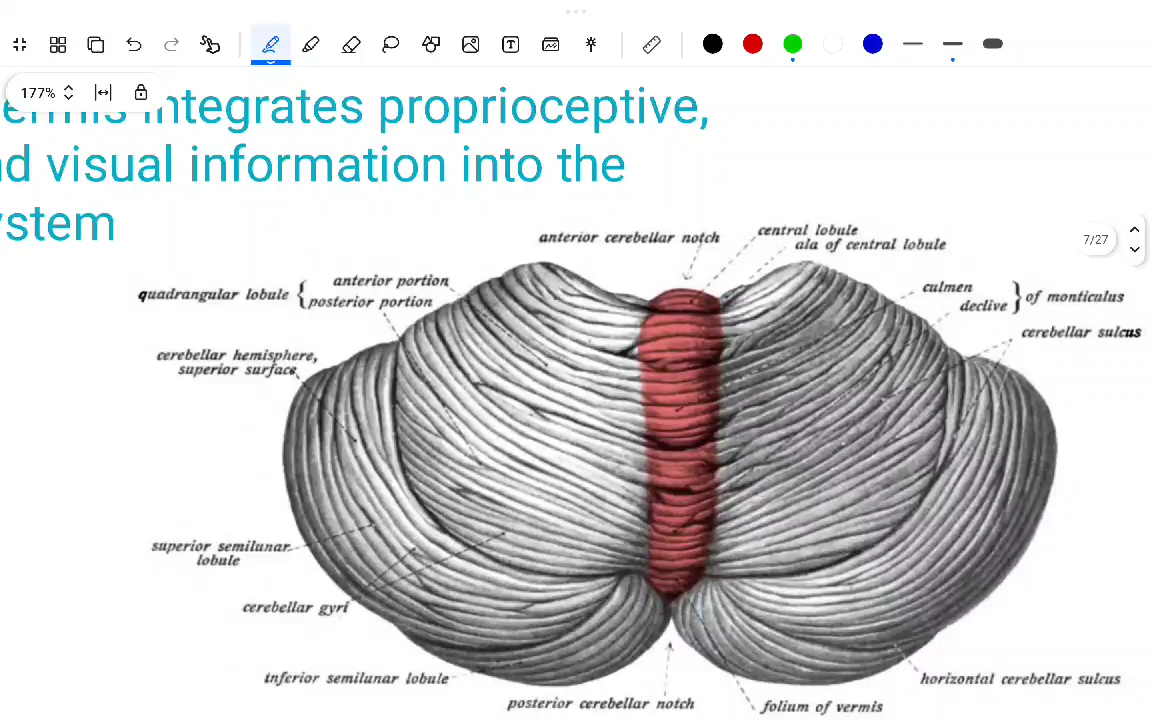 177%
ermis integrates proprioceptive,
nd visual information into the
ystem
7/27
anterior cerebellar notch
central lobule
ala of central lobule
quadrangular lobule { anterior portion
posterior portion
culmen
declive } of monticulus
cerebellar sulcus
cerebellar hemisphere,
superior surface
superior semilunar
lobule
cerebellar gyri
inferior semilunar lobule
posterior cerebellar notch
folium of vermis
horizontal cerebellar sulcus